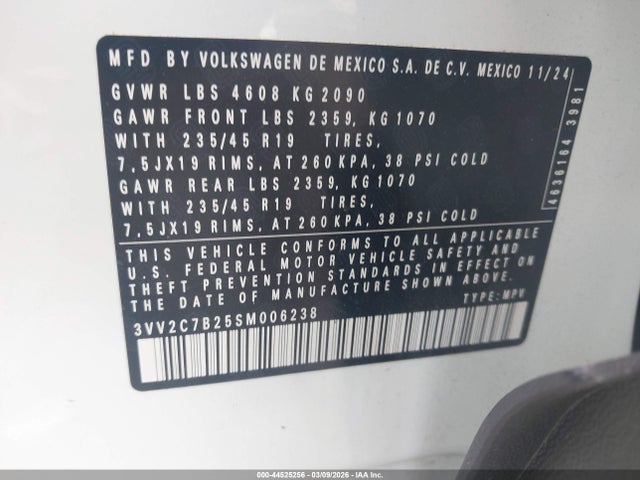 MFD BY VOLKSWAGEN DE MEXICO S.A. DE C.V. MEXICO 11/24
GVWR LBS 4608 KG 2090
GAWR FRONT LBS 2359, KG 1070
WITH 235/45 R19 TIRES,
7,5JX19 RIMS, AT 260 KPA, 38 PSI COLD
GAWR REAR LBS 2359, KG 1070
WITH 235/45 R19 TIRES,
7,5JX19 RIMS, AT 260 KPA, 38 PSI COLD
THIS VEHICLE CONFORMS TO ALL APPLICABLE
U.S. FEDERAL MOTOR VEHICLE SAFETY AND
THEFT PREVENTION STANDARDS IN EFFECT ON
THE DATE OF MANUFACTURE SHOWN ABOVE.
3VV2C7B25SM006238 TYPE: MPV
4636164 3981
000-44525256 03/09/2026 IAA Inc.